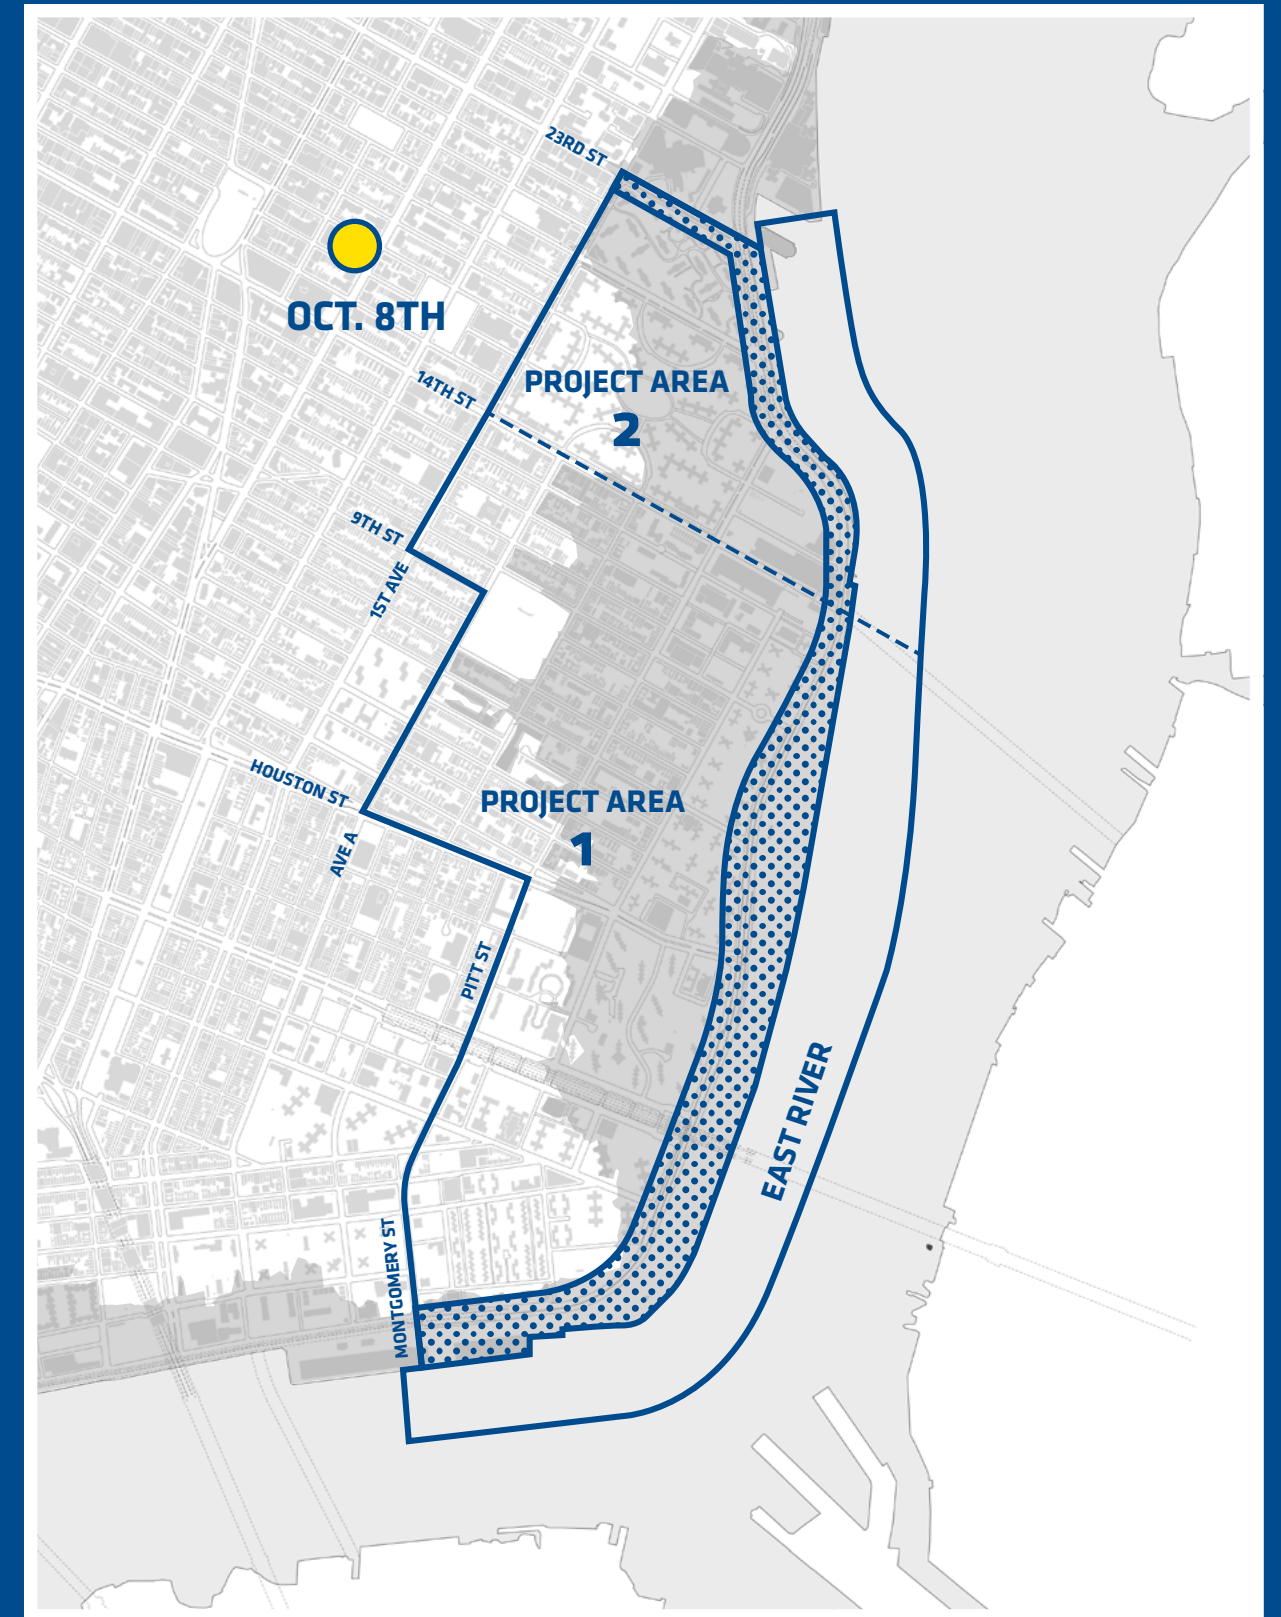 23RD ST
OCT. 8TH
14TH ST
PROJECT AREA
2
9TH ST
1ST AVE
HOUSTON ST
PROJECT AREA
1
AVE A
PITT ST
EAST RIVER
MONTGOMERY ST